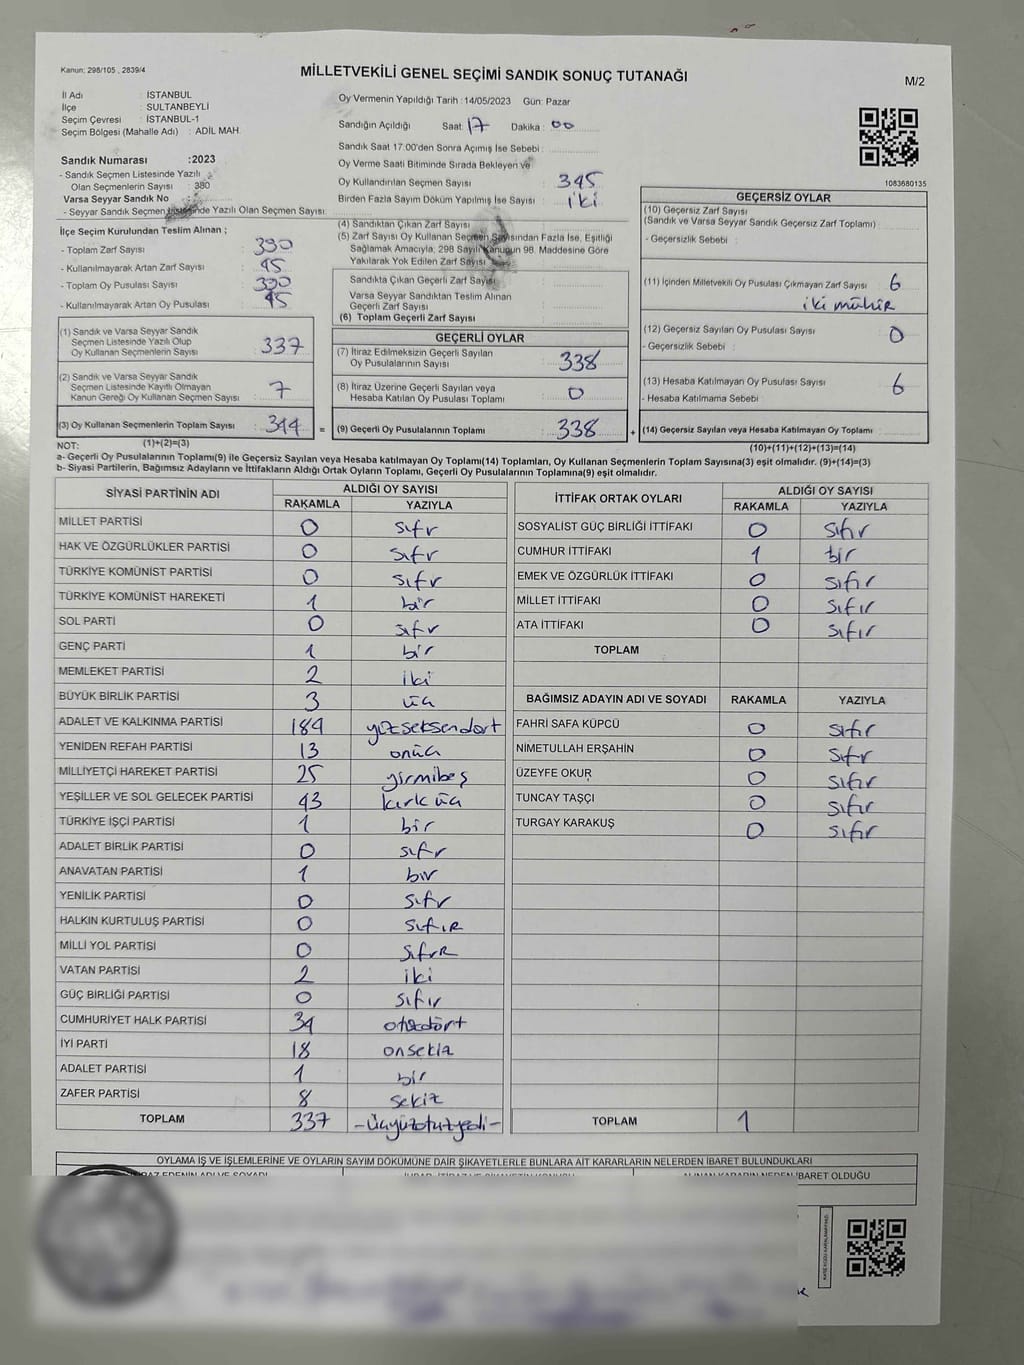 Kanun: 298/105 , 2839/4
MİLLETVEKİLİ GENEL SEÇİMİ SANDIK SONUÇ TUTANAĞI
M/2
İl Adı : İSTANBUL
İlçe : SULTANBEYLİ
Seçim Çevresi : İSTANBUL-1
Seçim Bölgesi (Mahalle Adı) : ADİL MAH.
Sandık Numarası :2023
- Sandık Seçmen Listesinde Yazılı
Olan Seçmenlerin Sayısı : 380
Varsa Seyyar Sandık No
- Seyyar Sandık Seçmen Listesinde Yazılı Olan Seçmen Sayısı:
Oy Vermenin Yapıldığı Tarih :14/05/2023 Gün: Pazar
Sandığın Açıldığı Saat: 17 Dakika : 00
Sandık Saat 17:00'den Sonra Açımış İse Sebebi :
Oy Verme Saati Bitiminde Sırada Bekleyen ve
Oy Kullandırılan Seçmen Sayısı 345
Birden Fazla Sayım Döküm Yapılmış İse Sayısı : iki
1083680135
İlçe Seçim Kurulundan Teslim Alınan ;
- Toplam Zarf Sayısı : 390
- Kullanılmayarak Artan Zarf Sayısı : 45
- Toplam Oy Pusulası Sayısı : 390
- Kullanılmayarak Artan Oy Pusulası : 45
(1) Sandık ve Varsa Seyyar Sandık
Seçmen Listesinde Yazılı Olup
Oy Kullanan Seçmenlerin Sayısı : 337
(2) Sandık ve Varsa Seyyar Sandık
Seçmen Listesinde Kayıtlı Olmayan
Kanun Gereği Oy Kullanan Seçmen Sayısı : 7
(3) Oy Kullanan Seçmenlerin Toplam Sayısı : 344 =
(4) Sandıktan Çıkan Zarf Sayısı :
(5) Zarf Sayısı Oy Kullanan Seçmen Sayısından Fazla İse, Eşitliği
Sağlamak Amacıyla, 298 Sayılı Kanunun 98. Maddesine Göre
Yakılarak Yok Edilen Zarf Sayısı
Sandıkta Çıkan Geçerli Zarf Sayısı :
Varsa Seyyar Sandıktan Teslim Alınan
Geçerli Zarf Sayısı :
(6) Toplam Geçerli Zarf Sayısı :
GEÇERLİ OYLAR
(7) İtiraz Edilmeksizin Geçerli Sayılan
Oy Pusulalarının Sayısı : 338
(8) İtiraz Üzerine Geçerli Sayılan veya
Hesaba Katılan Oy Pusulası Toplamı : 0
(9) Geçerli Oy Pusulalarının Toplamı : 338 +
GEÇERSİZ OYLAR
(10) Geçersiz Zarf Sayısı
(Sandık ve Varsa Seyyar Sandık Geçersiz Zarf Toplamı) :
- Geçersizlik Sebebi :
(11) İçinden Milletvekili Oy Pusulası Çıkmayan Zarf Sayısı : 6
iki mühür
(12) Geçersiz Sayılan Oy Pusulası Sayısı : 0
- Geçersizlik Sebebi :
(13) Hesaba Katılmayan Oy Pusulası Sayısı : 6
- Hesaba Katılmama Sebebi :
(14) Geçersiz Sayılan veya Hesaba Katılmayan Oy Toplamı :
NOT: (1)+(2)=(3) (10)+(11)+(12)+(13)=(14)
a- Geçerli Oy Pusulaların Toplamı(9) ile Geçersiz Sayılan veya Hesaba katılmayan Oy Toplamı(14) Toplamları, Oy Kullanan Seçmenlerin Toplam Sayısına(3) eşit olmalıdır. (9)+(14)=(3)
b- Siyasi Partilerin, Bağımsız Adayların ve İttifakların Aldığı Ortak Oyların Toplamı, Geçerli Oy Pusulalarının Toplamına(9) eşit olmalıdır.
SİYASİ PARTİNİN ADI ALDIĞI OY SAYISI
RAKAMLA YAZIYLA
MİLLET PARTİSİ 0 sıfr
HAK VE ÖZGÜRLÜKLER PARTİSİ 0 sıfr
TÜRKİYE KOMÜNİST PARTİSİ 0 sıfr
TÜRKİYE KOMÜNİST HAREKETİ 1 bir
SOL PARTİ 0 sıfr
GENÇ PARTİ 1 bir
MEMLEKET PARTİSİ 2 iki
BÜYÜK BİRLİK PARTİSİ 3 üç
ADALET VE KALKINMA PARTİSİ 184 yüzseksendört
YENİDEN REFAH PARTİSİ 13 onüç
MİLLİYETÇİ HAREKET PARTİSİ 25 yirmibeş
YEŞİLLER VE SOL GELECEK PARTİSİ 43 kırküç
TÜRKİYE İŞÇİ PARTİSİ 1 bir
ADALET BİRLİK PARTİSİ 0 sıfr
ANAVATAN PARTİSİ 1 bir
YENİLİK PARTİSİ 0 sıfr
HALKIN KURTULUŞ PARTİSİ 0 sıfıR
MİLLİ YOL PARTİSİ 0 sıfıR
VATAN PARTİSİ 2 iki
GÜÇ BİRLİĞİ PARTİSİ 0 sıfır
CUMHURİYET HALK PARTİSİ 34 otuzdört
İYİ PARTİ 18 onsekiz
ADALET PARTİSİ 1 bir
ZAFER PARTİSİ 8 sekiz
TOPLAM 337 -üçyüzotuzyedi-
İTTİFAK ORTAK OYLARI ALDIĞI OY SAYISI
RAKAMLA YAZIYLA
SOSYALİST GÜÇ BİRLİĞİ İTTİFAKI 0 sıfır
CUMHUR İTTİFAKI 1 bir
EMEK VE ÖZGÜRLÜK İTTİFAKI 0 sıfır
MİLLET İTTİFAKI 0 sıfır
ATA İTTİFAKI 0 sıfır
TOPLAM
BAĞIMSIZ ADAYIN ADI VE SOYADI RAKAMLA YAZIYLA
FAHRİ SAFA KÜPCÜ 0 sıfır
NİMETULLAH ERŞAHİN 0 sıfr
ÜZEYFE OKUR 0 sıfır
TUNCAY TAŞÇI 0 sıfır
TURGAY KARAKUŞ 0 sıfır
TOPLAM 1
OYLAMA İŞ VE İŞLEMLERİNE VE OYLARIN SAYIM DÖKÜMÜNE DAİR ŞİKAYETLERLE BUNLARA AİT KARARLARIN NELERDEN İBARET BULUNDUKLARI